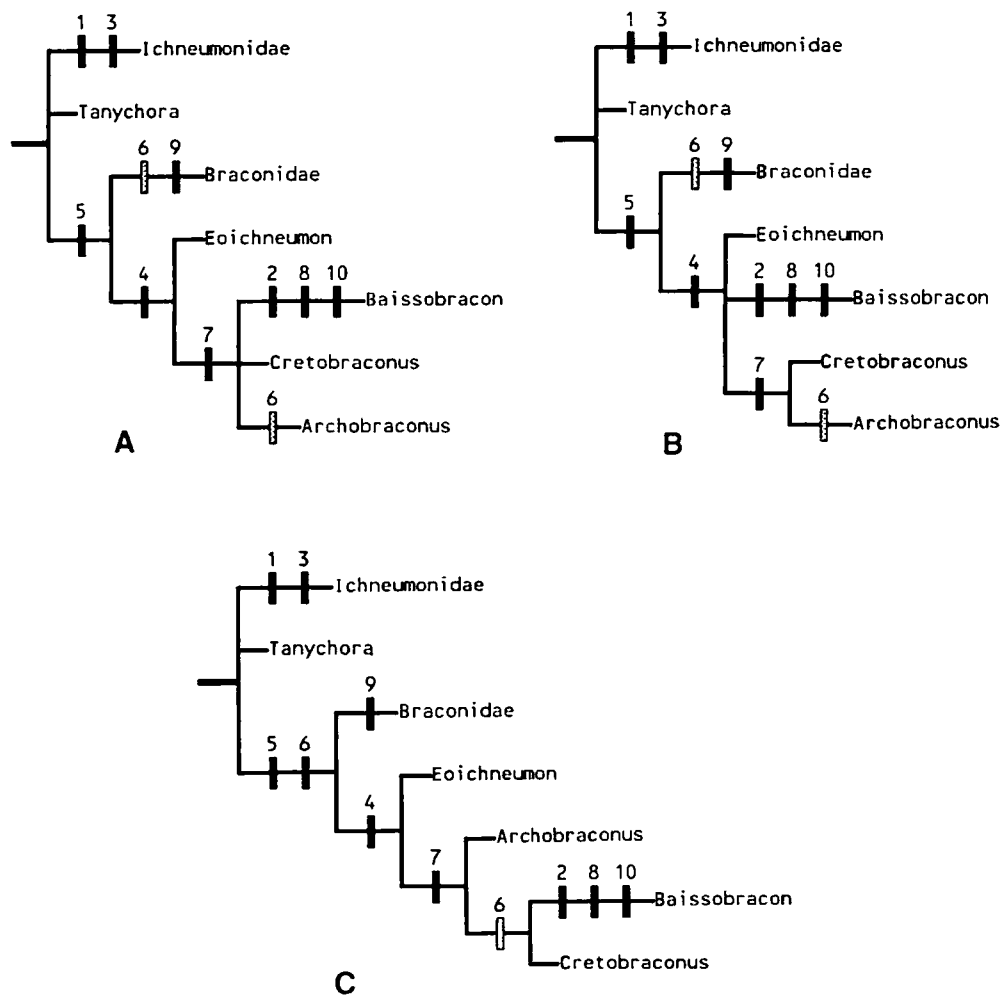 1 3
Ichneumonidae
Tanychora
6 9
Braconidae
5
Eoichneumon
4
2 8 10
Baissobracon
7
Cretobraconus
6
Archobraconus
A
1 3
Ichneumonidae
Tanychora
6 9
Braconidae
5
Eoichneumon
4
2 8 10
Baissobracon
7
Cretobraconus
6
Archobraconus
B
1 3
Ichneumonidae
Tanychora
9
Braconidae
5 6
Eoichneumon
4
Archobraconus
7
2 8 10
Baissobracon
6
Cretobraconus
C